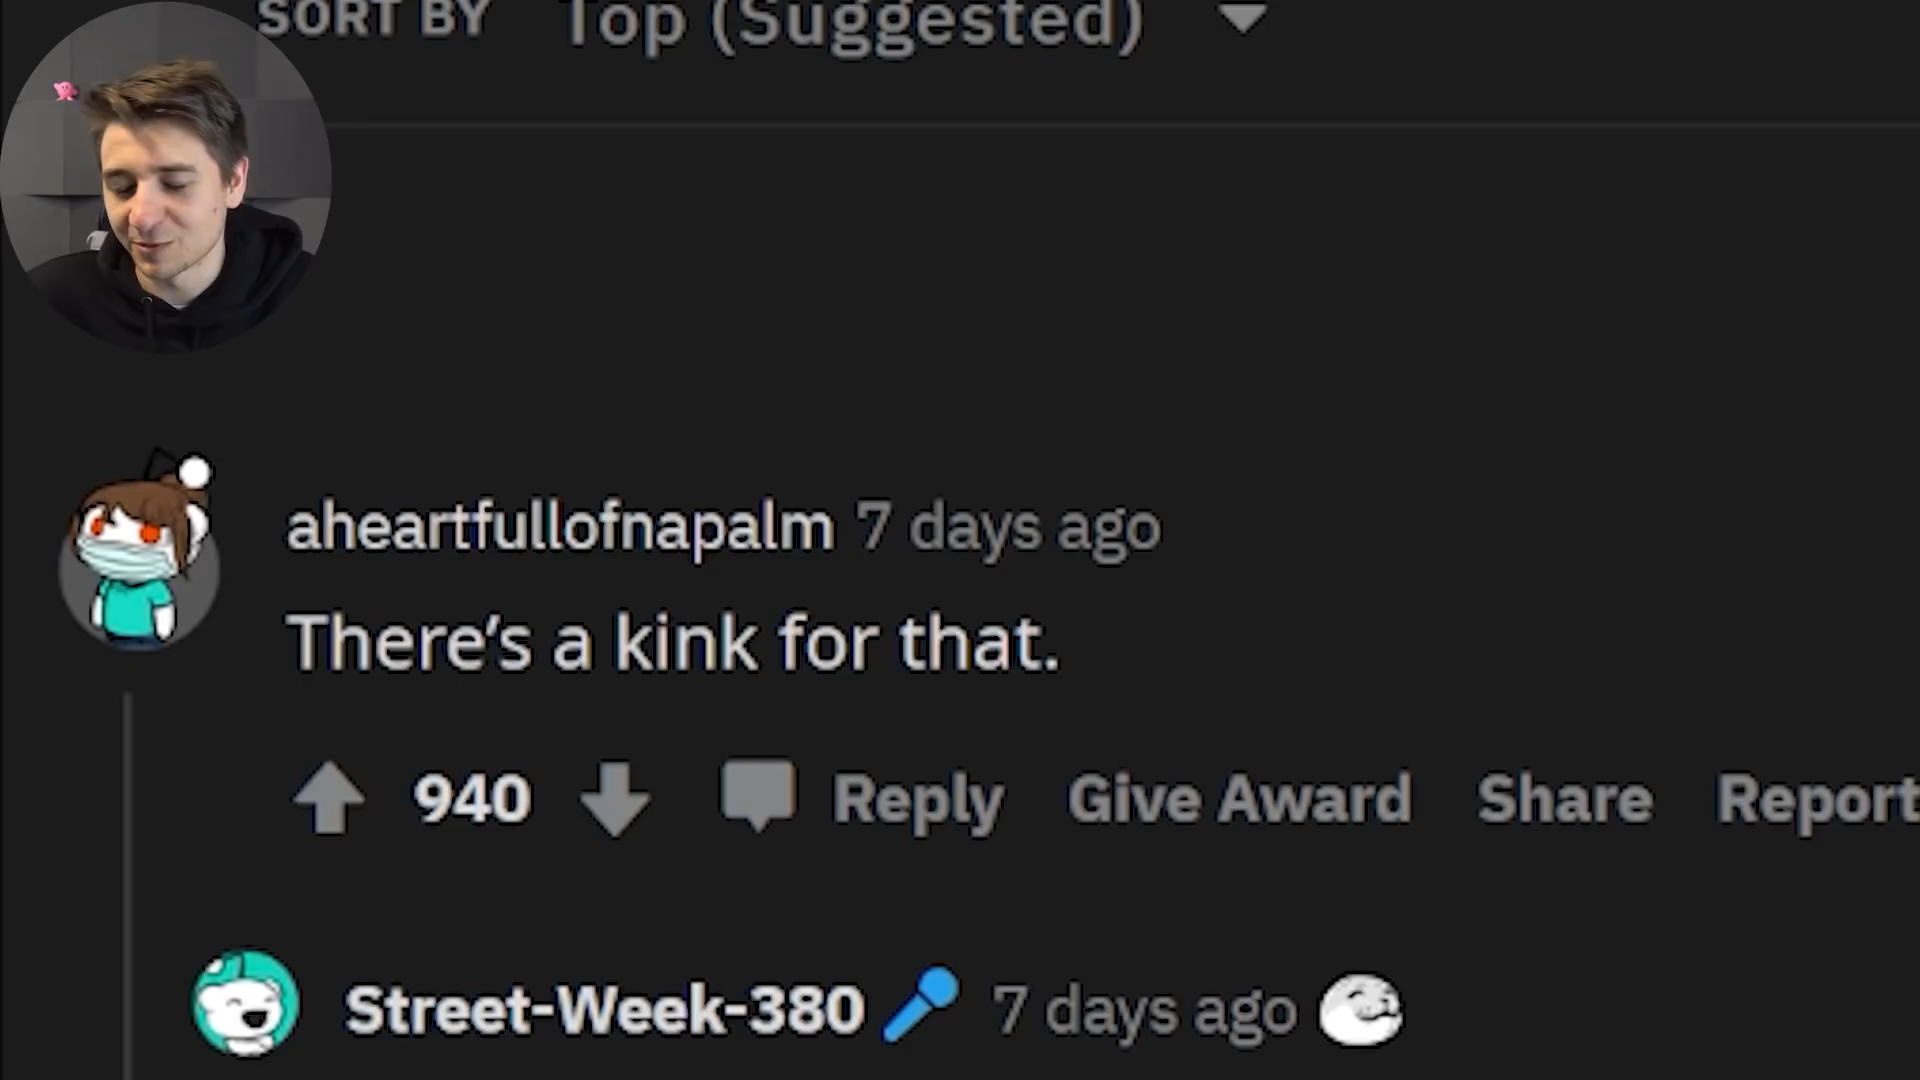 SORT BY Top (Suggested)
aheartfullofnapalm 7 days ago
There’s a kink for that.
940 Reply Give Award Share Report
Street-Week-380 7 days ago